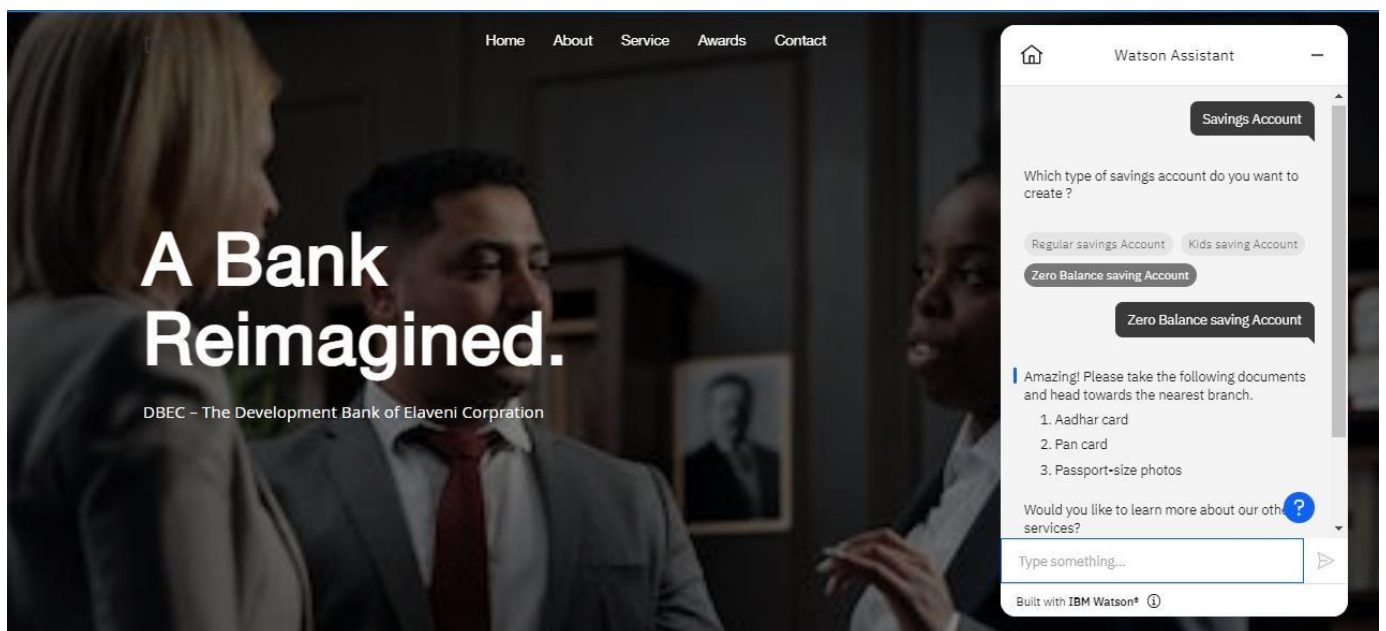 Home About Service Awards Contact
A Bank
Reimagined.
DBEC – The Development Bank of Elaveni Corpration
Watson Assistant
Savings Account
Which type of savings account do you want to
create ?
Regular savings Account Kids saving Account
Zero Balance saving Account
Zero Balance saving Account
Amazing! Please take the following documents
and head towards the nearest branch.
1. Aadhar card
2. Pan card
3. Passport-size photos
Would you like to learn more about our
services?
?
Type something...
Built with IBM Watson®